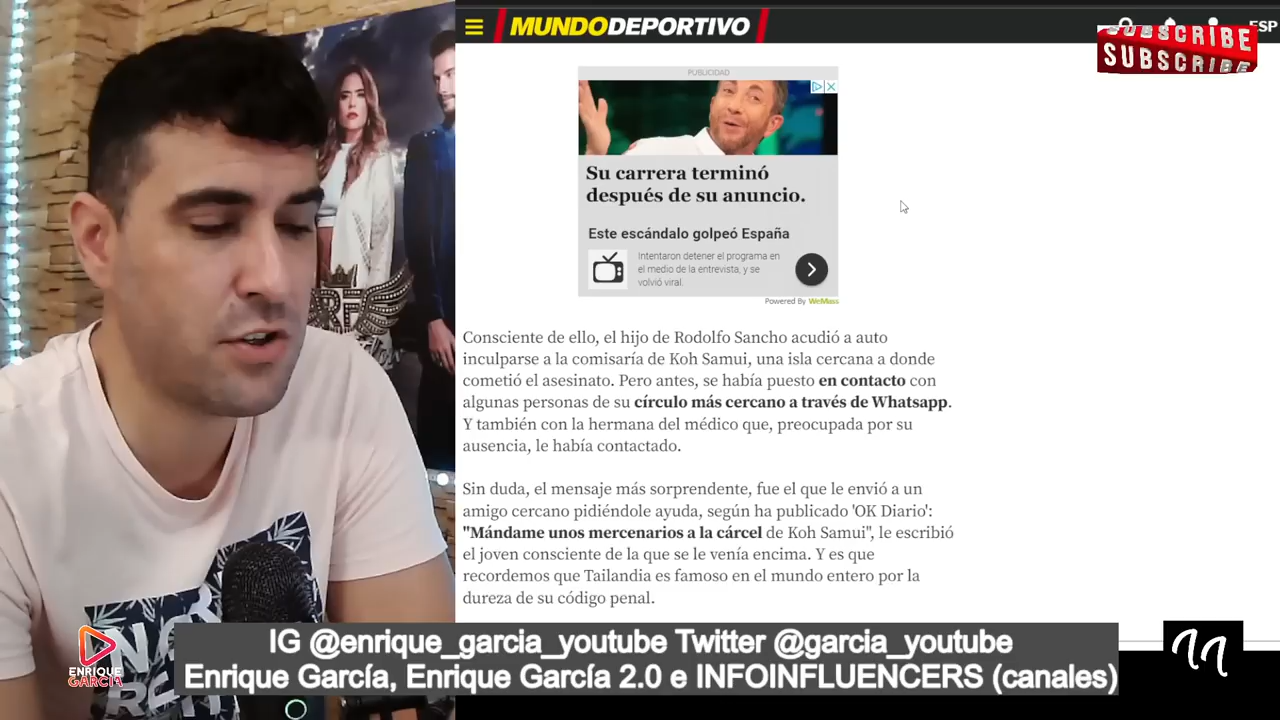 MUNDODEPORTIVO
ESP
SUBSCRIBE
SUBSCRIBE
PUBLICIDAD
Su carrera terminó
después de su anuncio.
Este escándalo golpeó España
Intentaron detener el programa en
el medio de la entrevista, y se
volvió viral.
Powered By WeMass
Consciente de ello, el hijo de Rodolfo Sancho acudió a auto
inculparse a la comisaría de Koh Samui, una isla cercana a donde
cometió el asesinato. Pero antes, se había puesto en contacto con
algunas personas de su círculo más cercano a través de Whatsapp.
Y también con la hermana del médico que, preocupada por su
ausencia, le había contactado.
Sin duda, el mensaje más sorprendente, fue el que le envió a un
amigo cercano pidiéndole ayuda, según ha publicado 'OK Diario':
"Mándame unos mercenarios a la cárcel de Koh Samui", le escribió
el joven consciente de la que se le venía encima. Y es que
recordemos que Tailandia es famoso en el mundo entero por la
dureza de su código penal.
IG @enrique_garcia_youtube Twitter @garcia_youtube
Enrique García, Enrique García 2.0 e INFOINFLUENCERS (canales)
ENRIQUE
GARCÍA